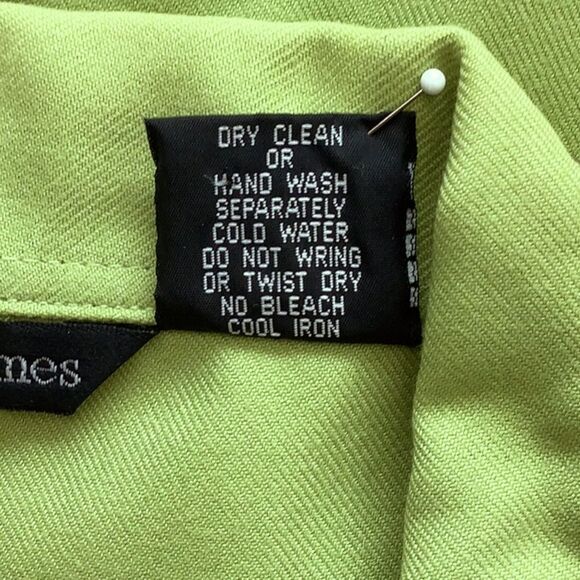 DRY CLEAN
OR
HAND WASH
SEPARATELY
COLD WATER
DO NOT WRING
OR TWIST DRY
NO BLEACH
COOL IRON
mes